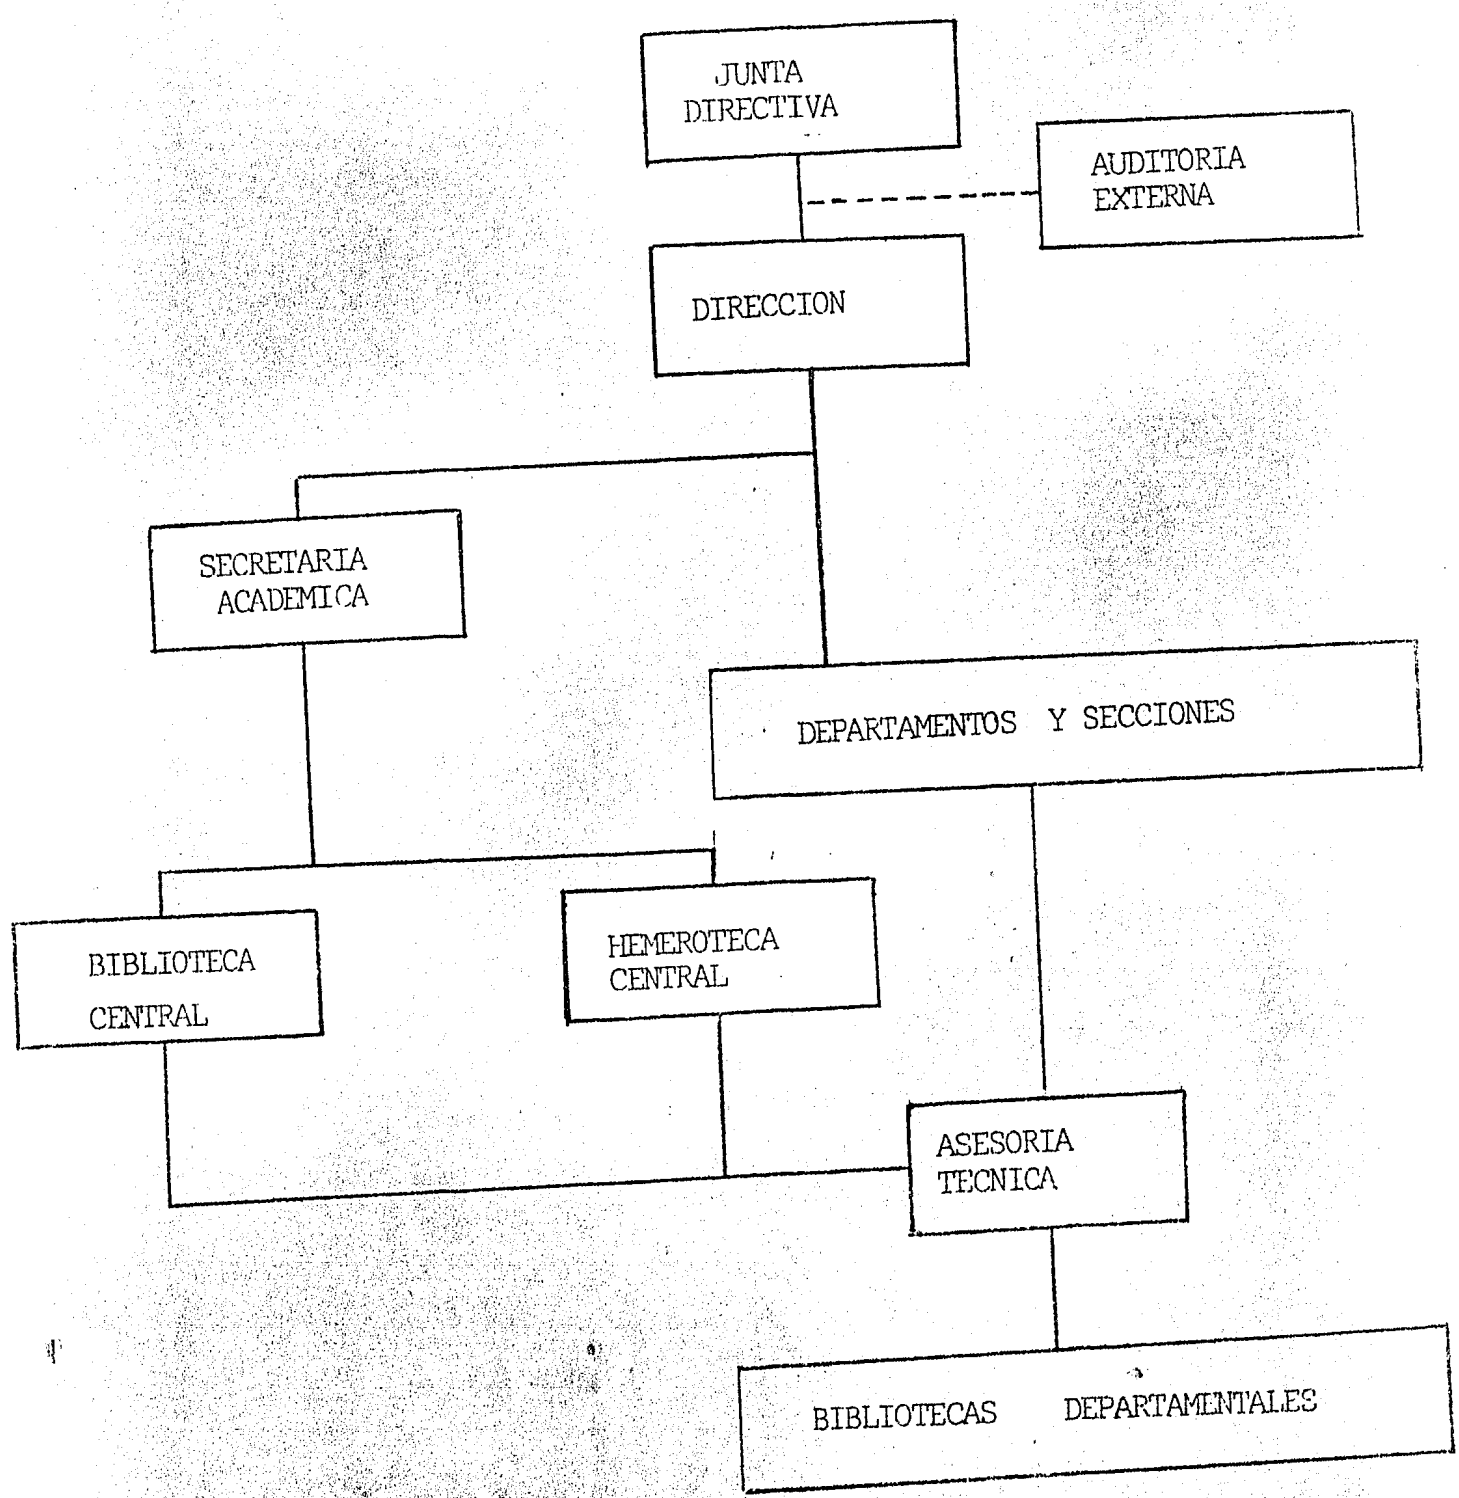 JUNTA
DIRECTIVA
AUDITORIA
EXTERNA
DIRECCION
SECRETARIA
ACADEMICA
DEPARTAMENTOS Y SECCIONES
BIBLIOTECA
CENTRAL
HEMEROTECA
CENTRAL
ASESORIA
TECNICA
BIBLIOTECAS DEPARTAMENTALES